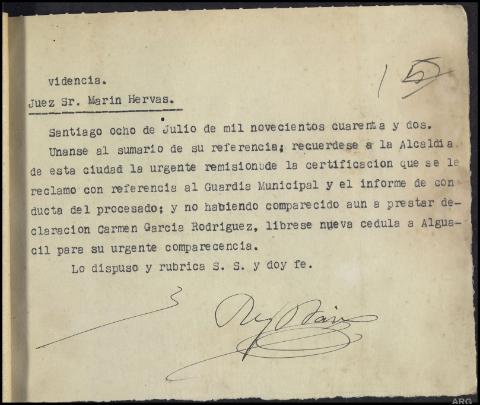 videncia.
Juez Sr. Marin Hervas.
Santiago ocho de Julio de mil novecientos cuarenta y dos.
Unanse al sumario de su referencia; recuerdese a la Alcaldia
de esta ciudad la urgente remisionode la certificacion que se le
reclamo con referencia al Guardia Municipal y el informe de con-
ducta del procesado; y no habiendo comparecido aun a prestar de-
claracion Carmen Garcia Rodriguez, librese nueva cedula a Algua-
cil para su urgente comparecencia.
Lo dispuso y rubrica S. S. y doy fe.
ARG